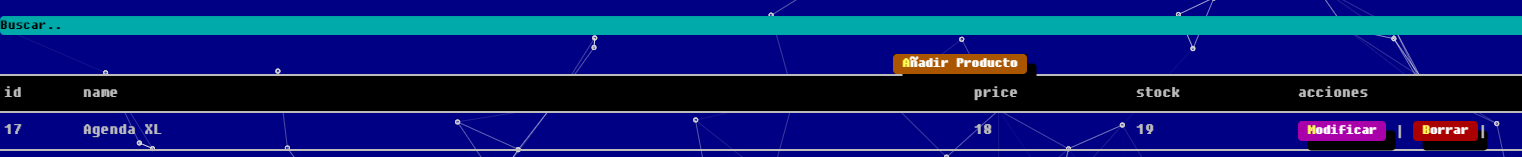 Buscar..
Añadir Producto
id name price stock acciones
17 Agenda XL 18 19 Modificar | Borrar |